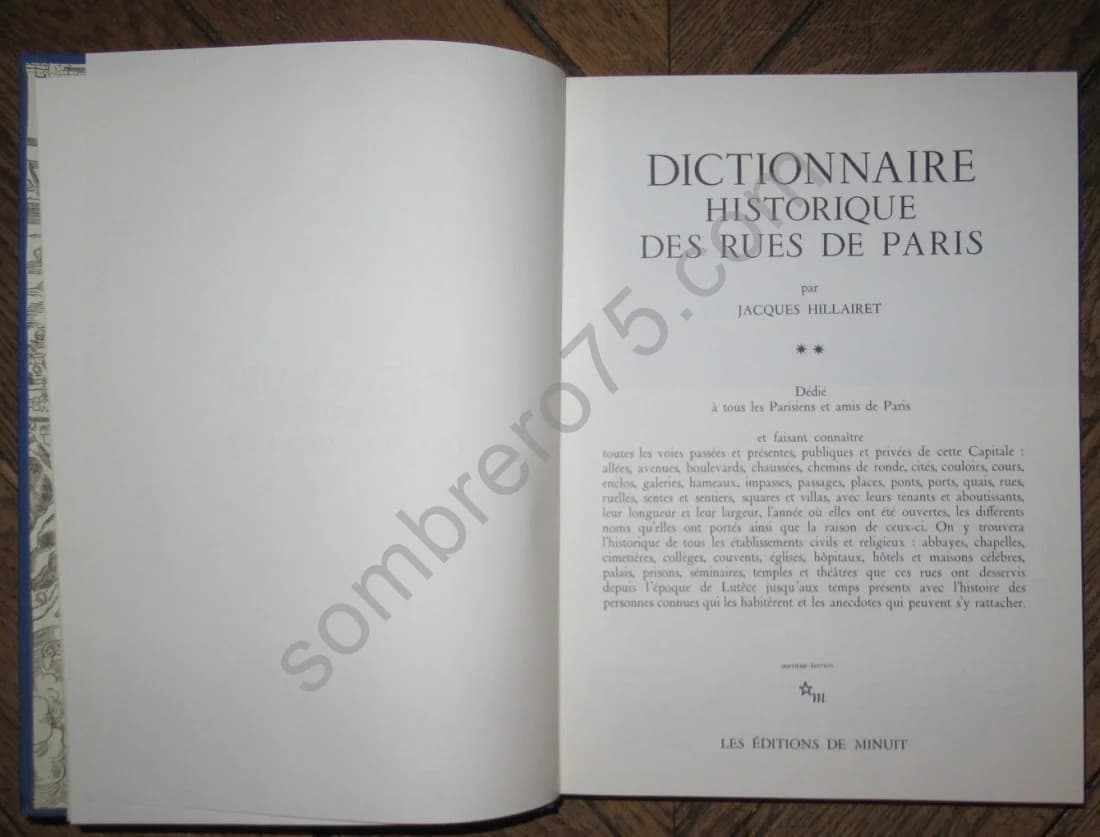 DICTIONNAIRE
HISTORIQUE
DES RUES DE PARIS
par
JACQUES HILLAIRET
Dédié
à tous les Parisiens et amis de Paris
et faisant connaître
toutes les voies passées et présentes, publiques et privées de cette Capitale :
allées, avenues, boulevards, chaussées, chemins de ronde, cités, couloirs, cours,
enclos, galeries, hameaux, impasses, passages, places, ponts, ports, quais, rues,
ruelles, sentes et sentiers, squares et villas, avec leurs tenants et aboutissants,
leur longueur et leur largeur, l'année où elles ont été ouvertes, les différents
noms qu'elles ont portés ainsi que la raison de ceux-ci. On y trouvera
l'historique de tous les établissements civils et religieux : abbayes, chapelles,
cimetières, collèges, couvents, églises, hôpitaux, hôtels et maisons célèbres,
palais, prisons, séminaires, temples et théâtres que ces rues ont desservis
depuis l'époque de Lutèce jusqu'aux temps présents avec l'histoire des
personnes connues qui les habitèrent et les anecdotes qui peuvent s'y rattacher.
m
LES ÉDITIONS DE MINUIT
sombrero75.com